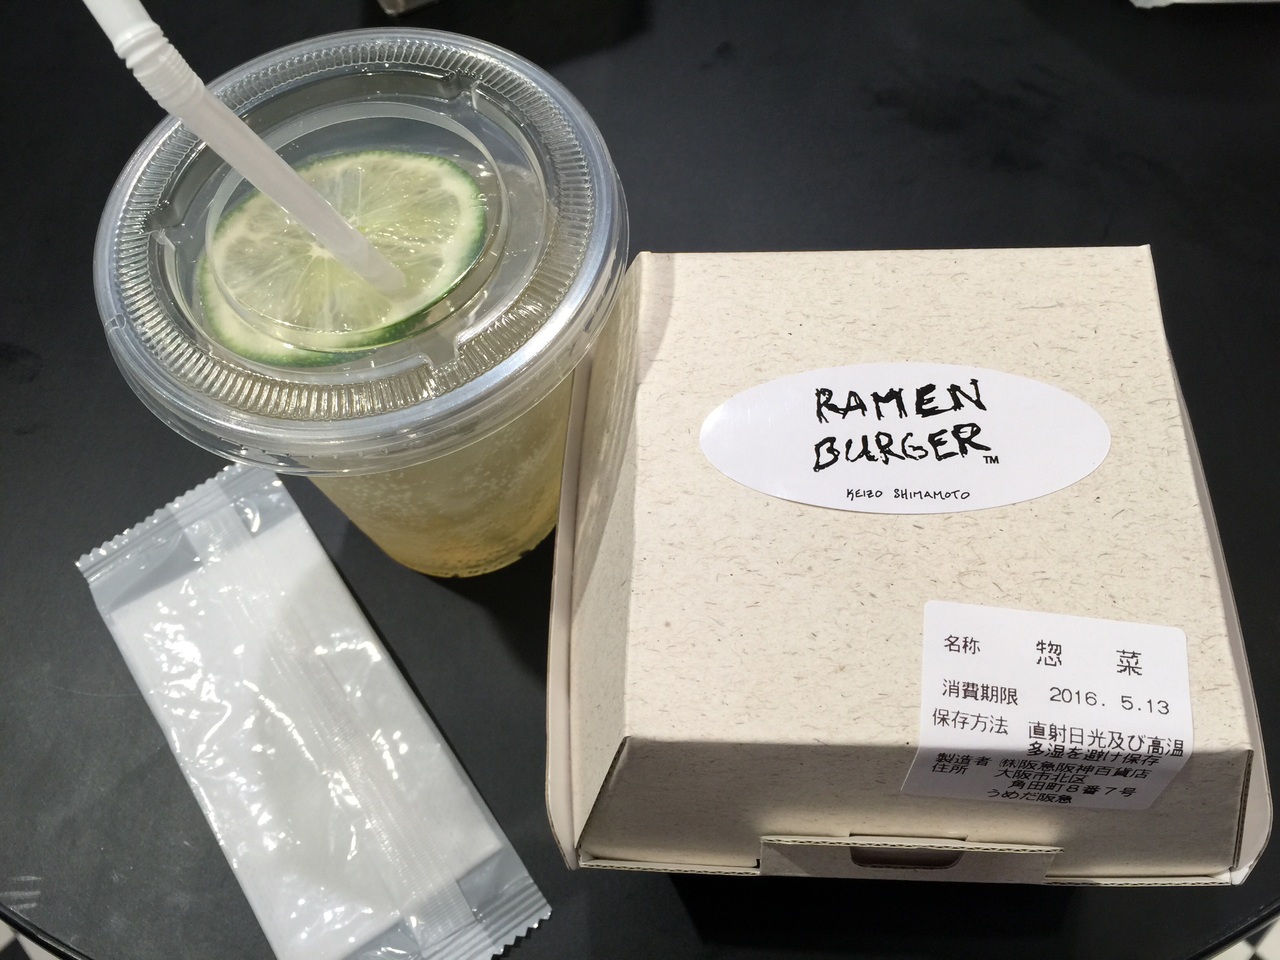 RAMEN
BURGER™
KEIZO SHIMAMOTO
名称 惣菜
消費期限 2016. 5.13
保存方法 直射日光及び高温
多湿を避け保存
製造者 ㈱阪急阪神百貨店
住所 大阪市北区
角田町8番7号
うめだ阪急